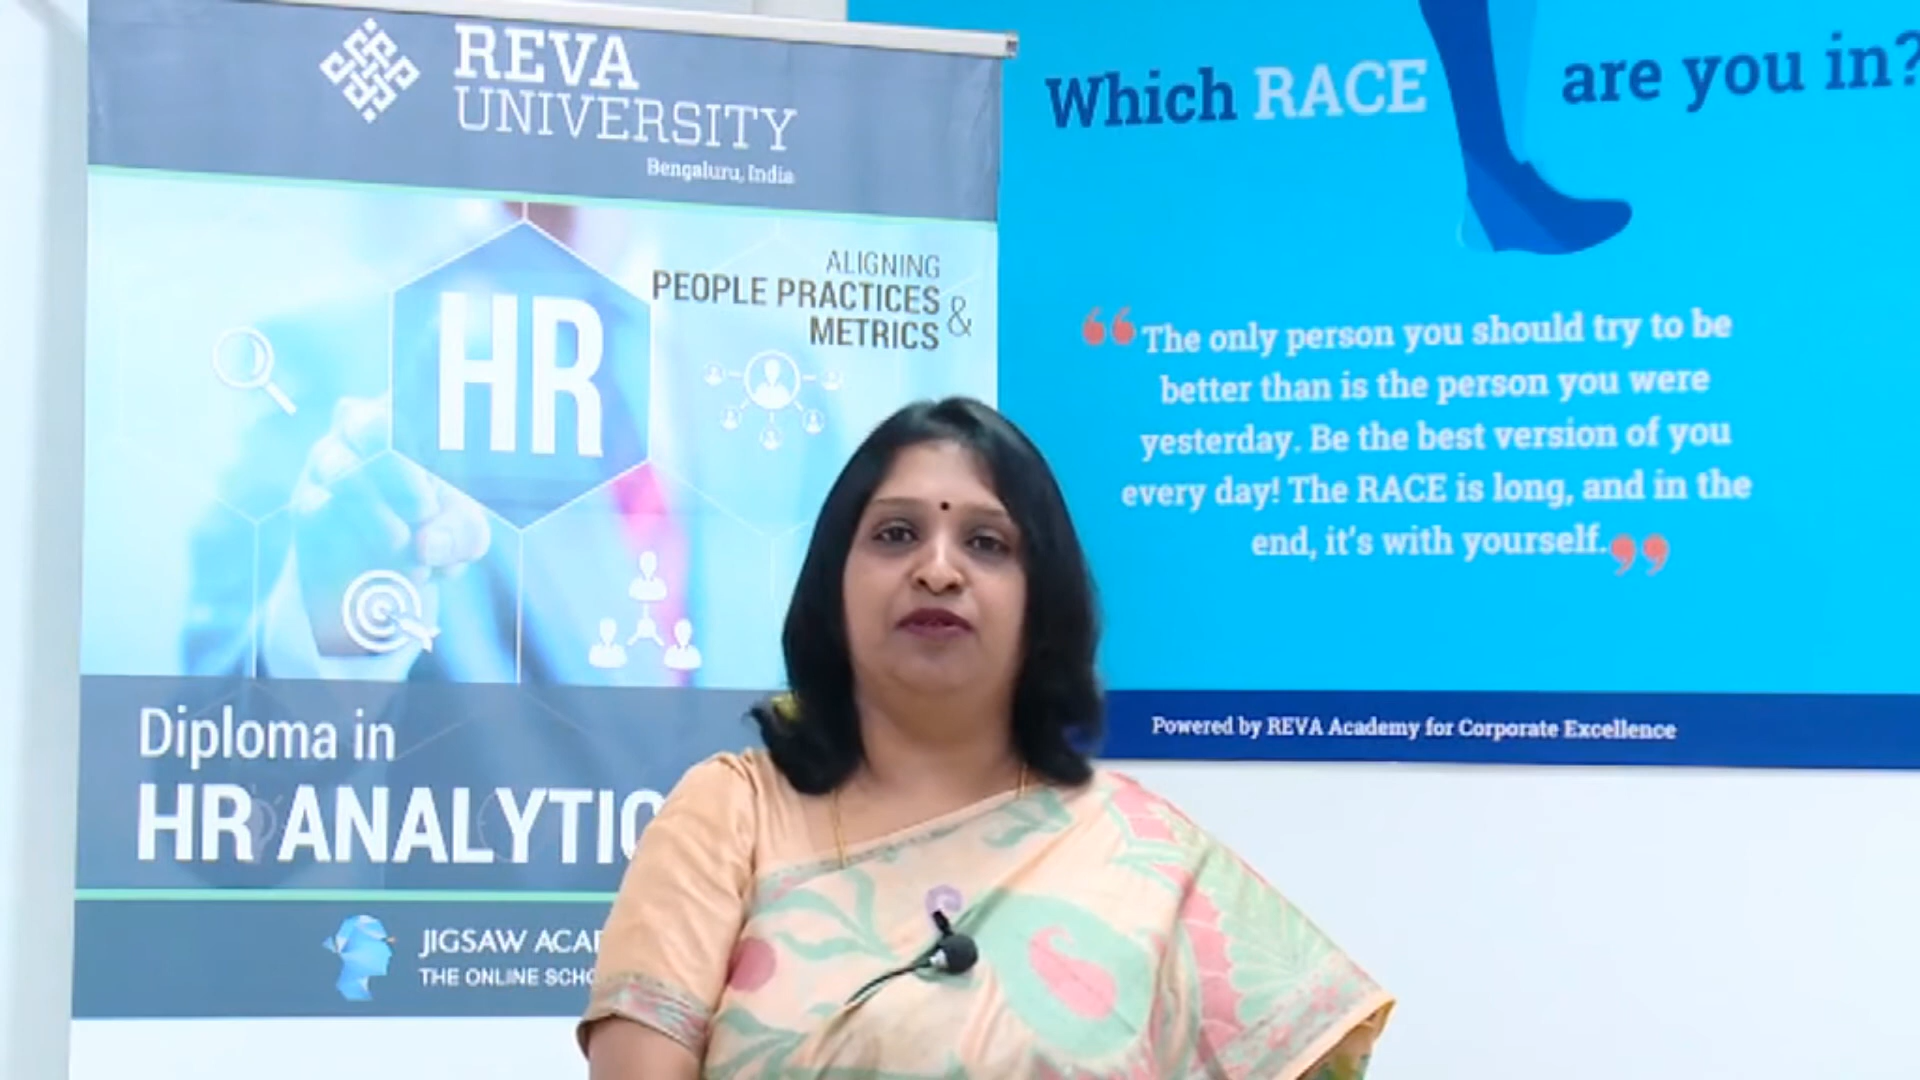 REVA
UNIVERSITY
Bengaluru, India
ALIGNING
PEOPLE PRACTICES
METRICS &
HR
Diploma in
HR ANALYTIC
JIGSAW ACA
THE ONLINE SCHO
Which RACE are you in?
“The only person you should try to be
better than is the person you were
yesterday. Be the best version of you
every day! The RACE is long, and in the
end, it's with yourself.”
Powered by REVA Academy for Corporate Excellence